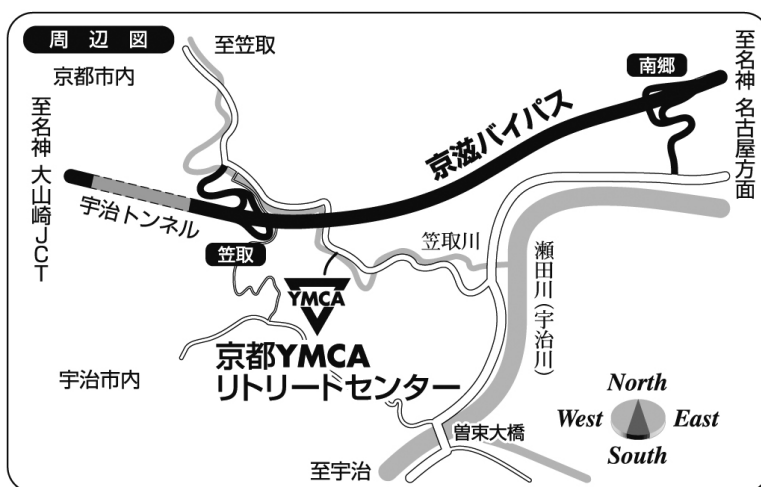 周辺図
至笠取
京都市内
至名神 大山崎JCT
宇治トンネル
笠取
京滋バイパス
南郷
至名神 名古屋方面
笠取川
瀬田川(宇治川)
YMCA
京都YMCA
リトリートセンター
宇治市内
曽束大橋
至宇治
North
West
East
South